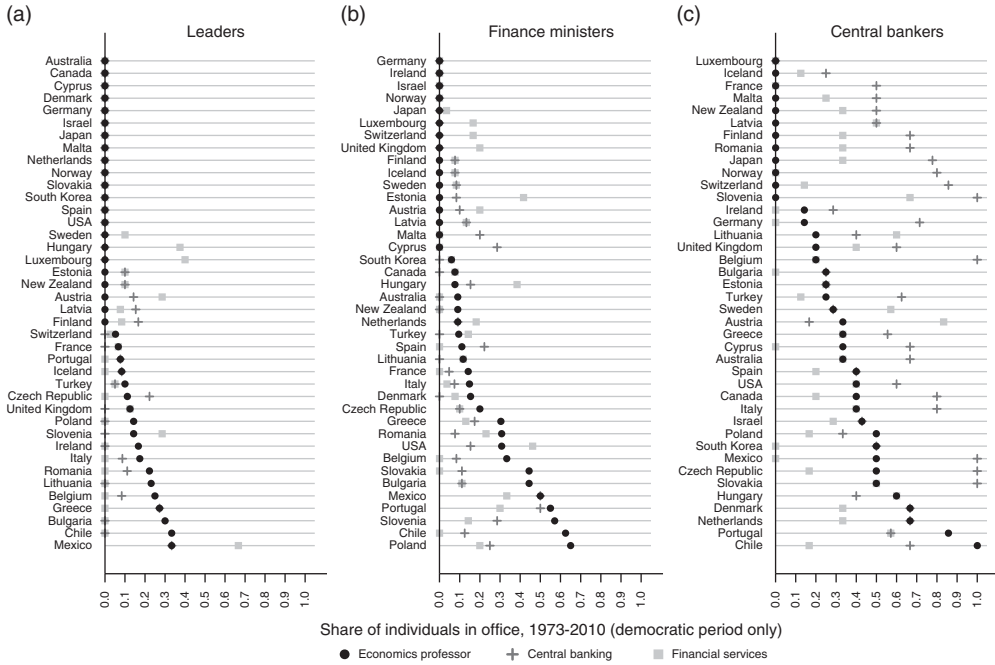 (a)
Leaders
Australia
Canada
Cyprus
Denmark
Germany
Israel
Japan
Malta
Netherlands
Norway
Slovakia
South Korea
Spain
USA
Sweden
Hungary
Luxembourg
Estonia
New Zealand
Austria
Latvia
Finland
Switzerland
France
Portugal
Iceland
Turkey
Czech Republic
United Kingdom
Poland
Slovenia
Ireland
Italy
Romania
Lithuania
Belgium
Greece
Bulgaria
Chile
Mexico
0.0 0.1 0.2 0.3 0.4 0.5 0.6 0.7 0.8 0.9 1.0
(b)
Finance ministers
Germany
Ireland
Israel
Norway
Japan
Luxembourg
Switzerland
United Kingdom
Finland
Iceland
Sweden
Estonia
Austria
Latvia
Malta
Cyprus
South Korea
Canada
Hungary
Australia
New Zealand
Netherlands
Turkey
Spain
Lithuania
France
Italy
Denmark
Czech Republic
Greece
Romania
USA
Belgium
Slovakia
Bulgaria
Mexico
Portugal
Slovenia
Chile
Poland
0.0 0.1 0.2 0.3 0.4 0.5 0.6 0.7 0.8 0.9 1.0
(c)
Central bankers
Luxembourg
Iceland
France
Malta
New Zealand
Latvia
Finland
Romania
Japan
Norway
Switzerland
Slovenia
Ireland
Germany
Lithuania
United Kingdom
Belgium
Bulgaria
Estonia
Turkey
Sweden
Austria
Greece
Cyprus
Australia
Spain
USA
Canada
Italy
Israel
Poland
South Korea
Mexico
Czech Republic
Slovakia
Hungary
Denmark
Netherlands
Portugal
Chile
0.0 0.1 0.2 0.3 0.4 0.5 0.6 0.7 0.8 0.9 1.0
Share of individuals in office, 1973-2010 (democratic period only)
Economics professor Central banking Financial services